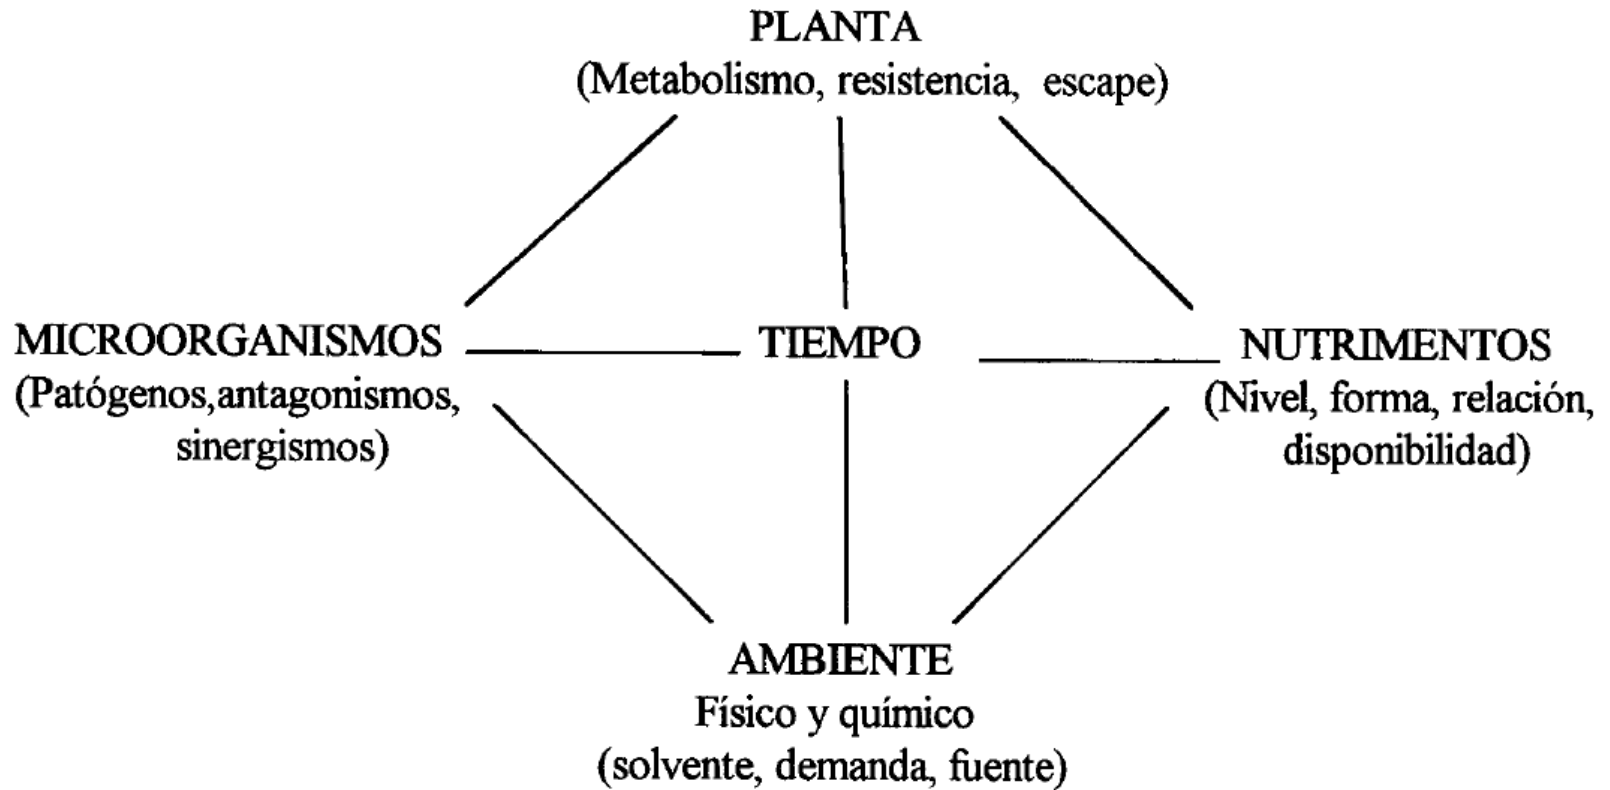 PLANTA
(Metabolismo, resistencia, escape)
MICROORGANISMOS
TIEMPO
NUTRIMENTOS
(Patógenos,antagonismos,
sinergismos)
(Nivel, forma, relación,
disponibilidad)
AMBIENTE
Físico y químico
(solvente, demanda, fuente)